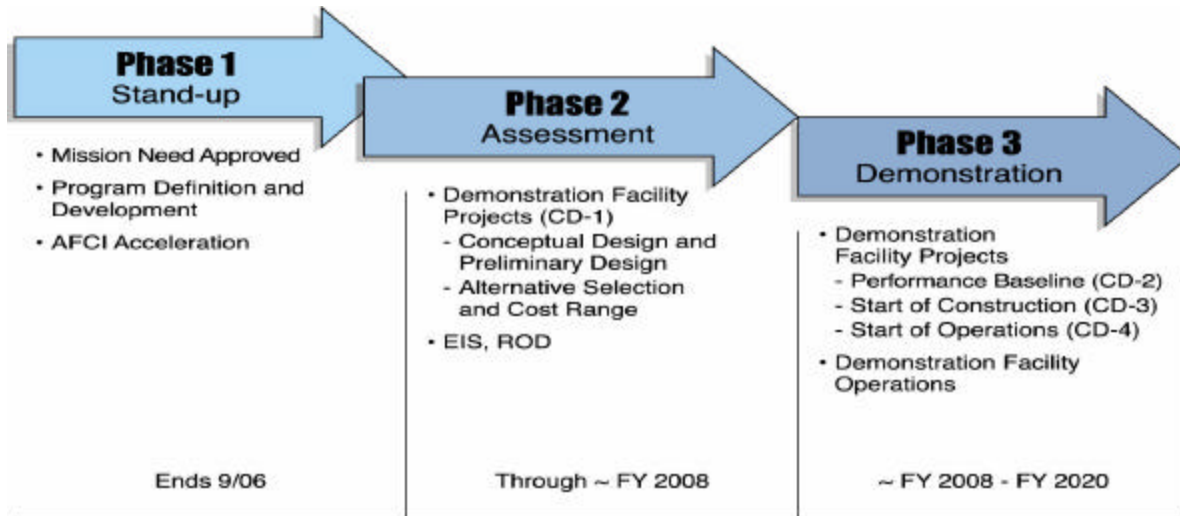 Phase 1
Stand-up
• Mission Need Approved
• Program Definition and
Development
• AFCI Acceleration
Ends 9/06
Phase 2
Assessment
• Demonstration Facility
Projects (CD-1)
- Conceptual Design and
Preliminary Design
- Alternative Selection
and Cost Range
• EIS, ROD
Through ~ FY 2008
Phase 3
Demonstration
• Demonstration
Facility Projects
- Performance Baseline (CD-2)
- Start of Construction (CD-3)
- Start of Operations (CD-4)
• Demonstration Facility
Operations
~ FY 2008 - FY 2020